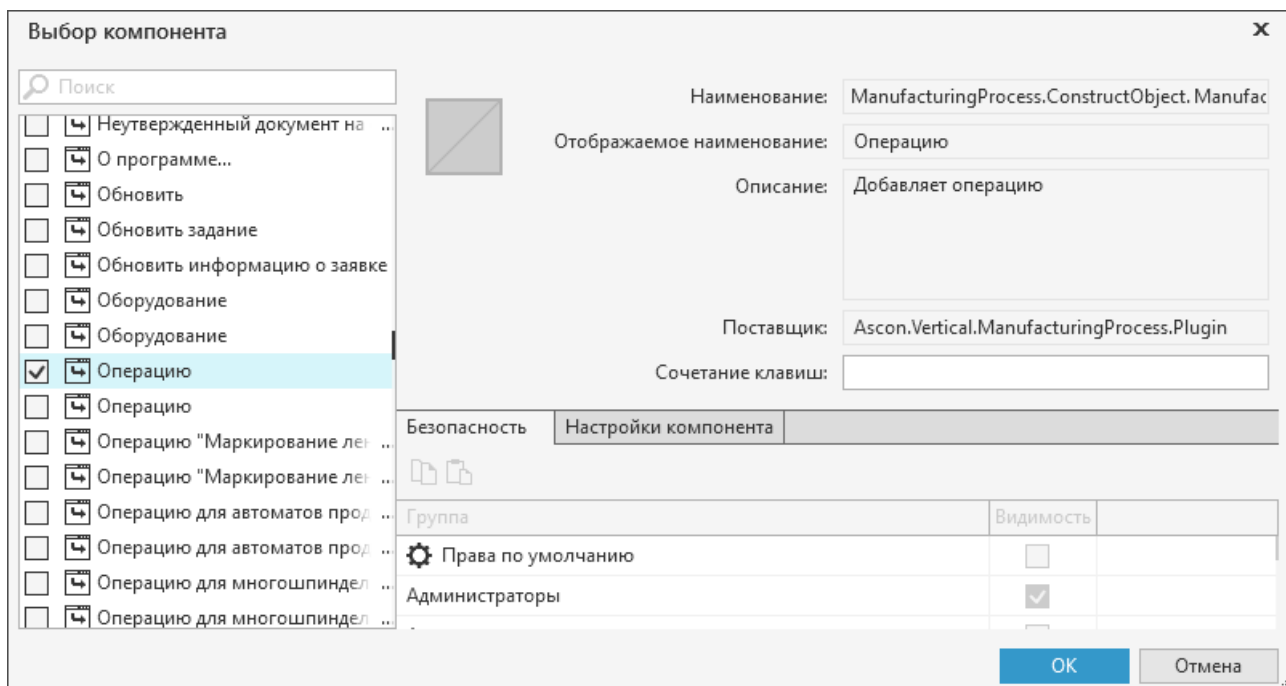 Выбор компонента
x
Поиск
Неутвержденный документ на ...
О программе...
Обновить
Обновить задание
Обновить информацию о заявке
Оборудование
Оборудование
Операцию
Операцию
Операцию "Маркирование лен ...
Операцию "Маркирование лен ...
Операцию для автоматов прод ...
Операцию для автоматов прод ...
Операцию для многошпиндел ...
Операцию для многошпиндел ...
Наименование: ManufacturingProcess.ConstructObject. Manufac
Отображаемое наименование: Операцию
Описание: Добавляет операцию
Поставщик: Ascon.Vertical.ManufacturingProcess.Plugin
Сочетание клавиш:
Безопасность Настройки компонента
Группа Видимость
Права по умолчанию
Администраторы
OK Отмена